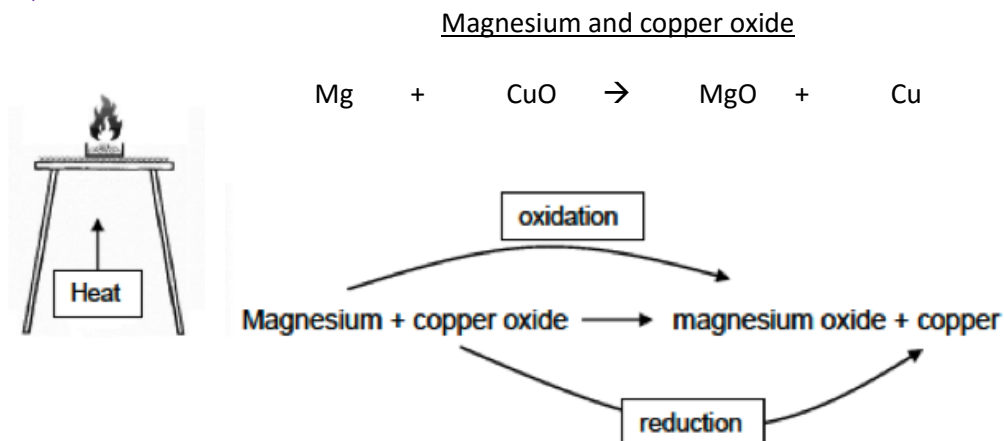 Magnesium and copper oxide
Mg + CuO → MgO + Cu
oxidation
Heat
Magnesium + copper oxide → magnesium oxide + copper
reduction